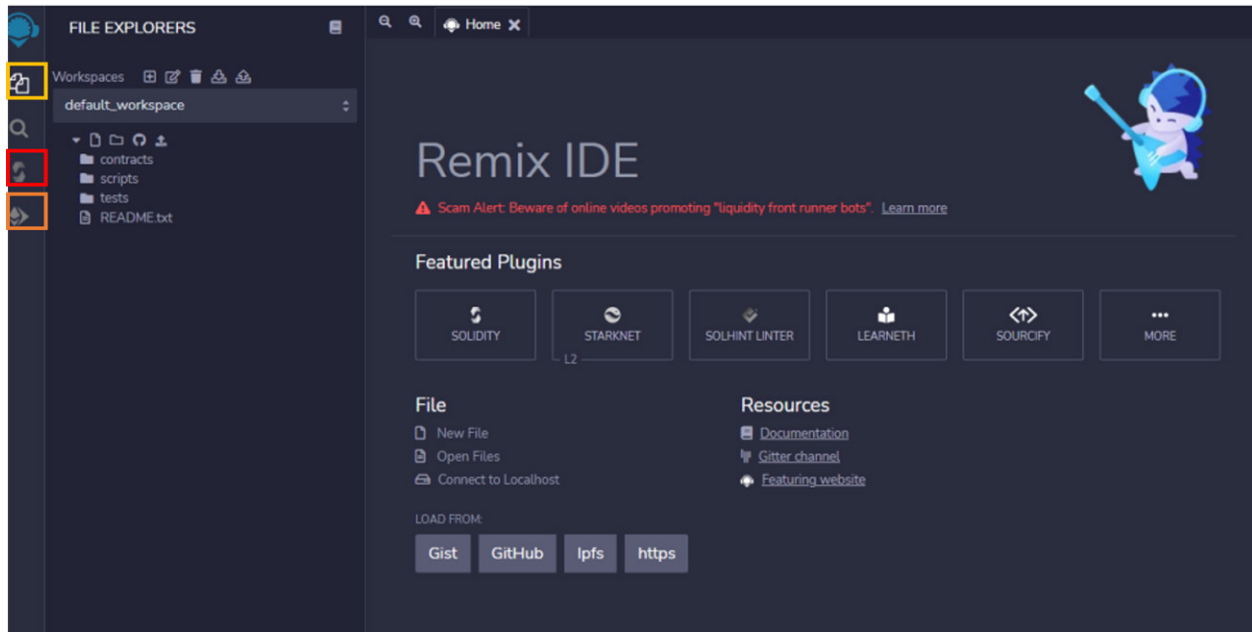 FILE EXPLORERS
Home
Workspaces
default_workspace
contracts
scripts
tests
README.txt
Remix IDE
Scam Alert: Beware of online videos promoting "liquidity front runner bots". Learn more
Featured Plugins
SOLIDITY
STARKNET
L2
SOLHINT LINTER
LEARNETH
SOURCIFY
MORE
File
New File
Open Files
Connect to Localhost
Resources
Documentation
Gitter channel
Featuring website
LOAD FROM:
Gist
GitHub
Ipfs
https